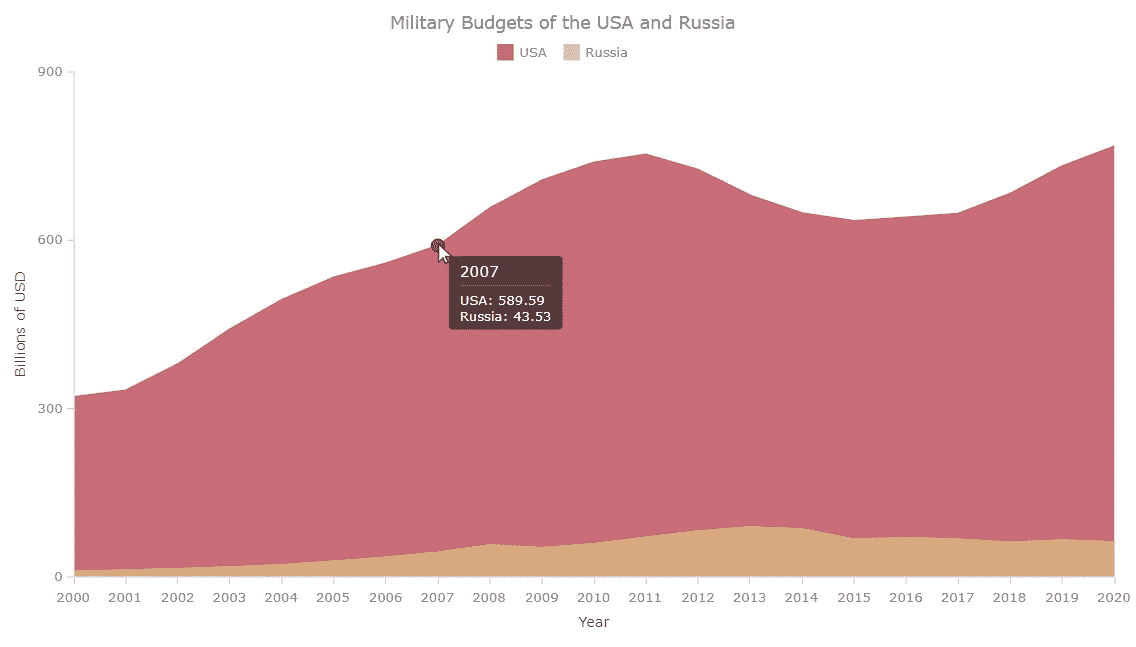 Military Budgets of the USA and Russia
USA Russia
900
600
300
0
Billions of USD
2007
USA: 589.59
Russia: 43.53
2000 2001 2002 2003 2004 2005 2006 2007 2008 2009 2010 2011 2012 2013 2014 2015 2016 2017 2018 2019 2020
Year